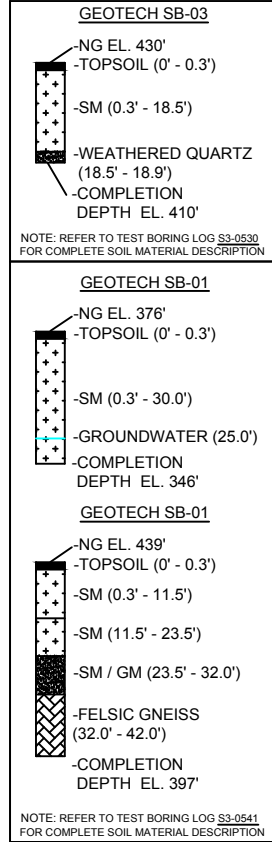 GEOTECH SB-03
-NG EL. 430'
-TOPSOIL (0' - 0.3')
-SM (0.3' - 18.5')
-WEATHERED QUARTZ
(18.5' - 18.9')
-COMPLETION
DEPTH EL. 410'
NOTE: REFER TO TEST BORING LOG S3-0530
FOR COMPLETE SOIL MATERIAL DESCRIPTION
GEOTECH SB-01
-NG EL. 376'
-TOPSOIL (0' - 0.3')
-SM (0.3' - 30.0')
-GROUNDWATER (25.0')
-COMPLETION
DEPTH EL. 346'
GEOTECH SB-01
-NG EL. 439'
-TOPSOIL (0' - 0.3')
-SM (0.3' - 11.5')
-SM (11.5' - 23.5')
-SM / GM (23.5' - 32.0')
-FELSIC GNEISS
(32.0' - 42.0')
-COMPLETION
DEPTH EL. 397'
NOTE: REFER TO TEST BORING LOG S3-0541
FOR COMPLETE SOIL MATERIAL DESCRIPTION